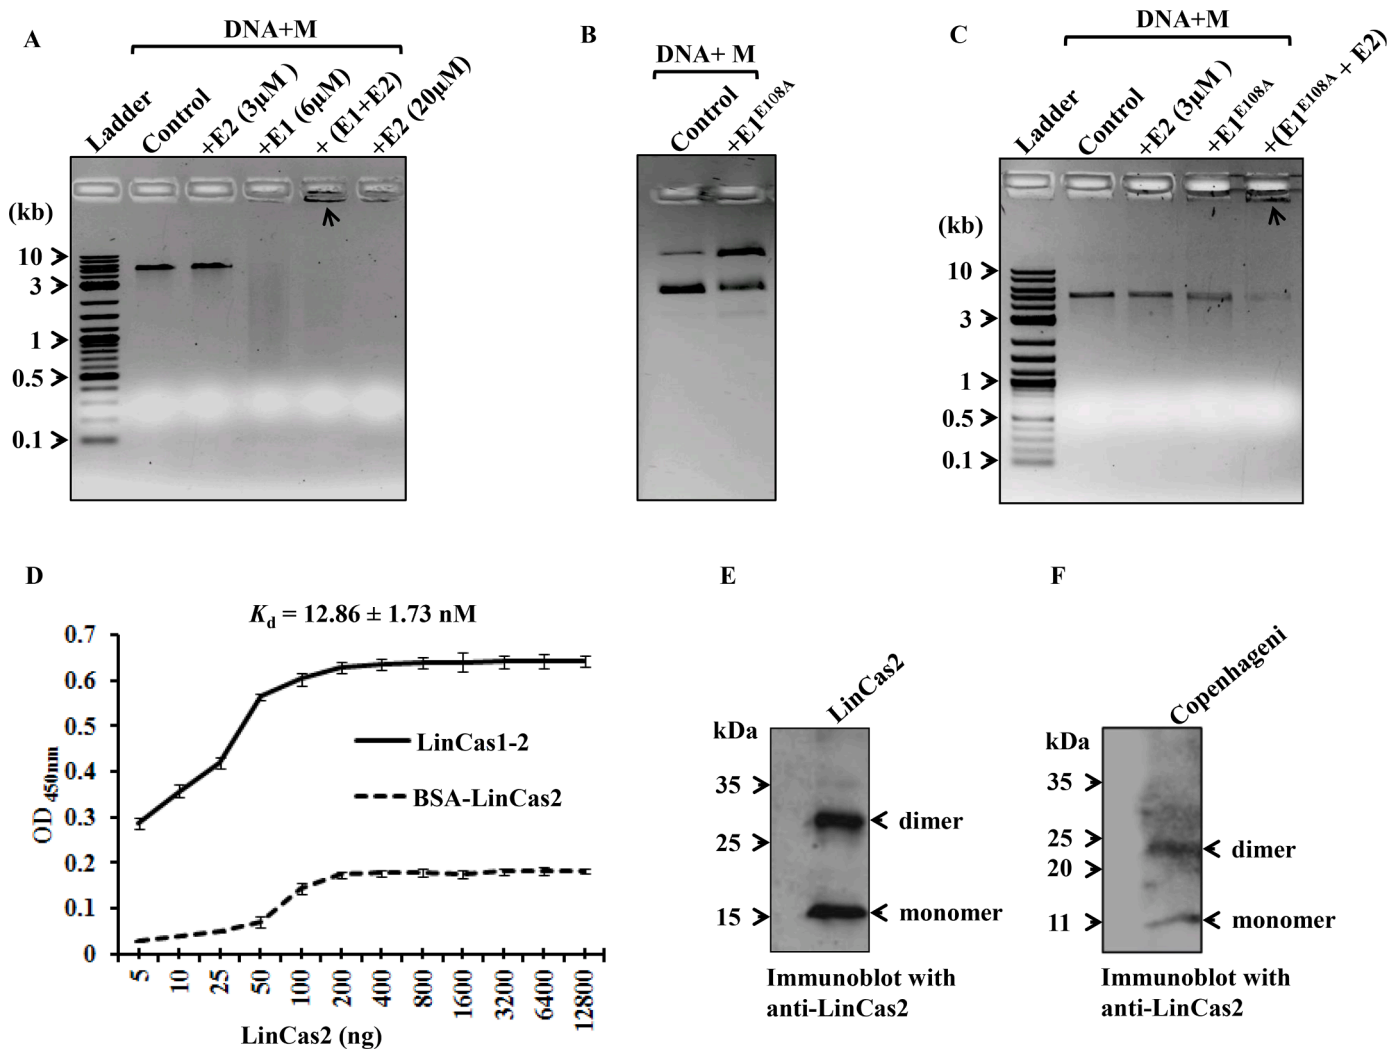 A
DNA+M
Ladder
Control
+E2 (3μM )
+E1 (6μM)
+ (E1+E2)
+E2 (20μM)
(kb)
10
3
1
0.5
0.1
B
DNA+ M
Control
+E1E108A
C
DNA+M
Ladder
Control
+E2 (3μM )
+E1E108A
+(E1E108A + E2)
(kb)
10
3
1
0.5
0.1
D
Kd = 12.86 ± 1.73 nM
0.7
0.6
0.5
0.4
0.3
0.2
0.1
0
OD 450nm
LinCas1-2
BSA-LinCas2
5
10
25
50
100
200
400
800
1600
3200
6400
12800
LinCas2 (ng)
E
LinCas2
kDa
35
25
15
dimer
monomer
Immunoblot with
anti-LinCas2
F
Copenhageni
kDa
35
25
20
11
dimer
monomer
Immunoblot with
anti-LinCas2